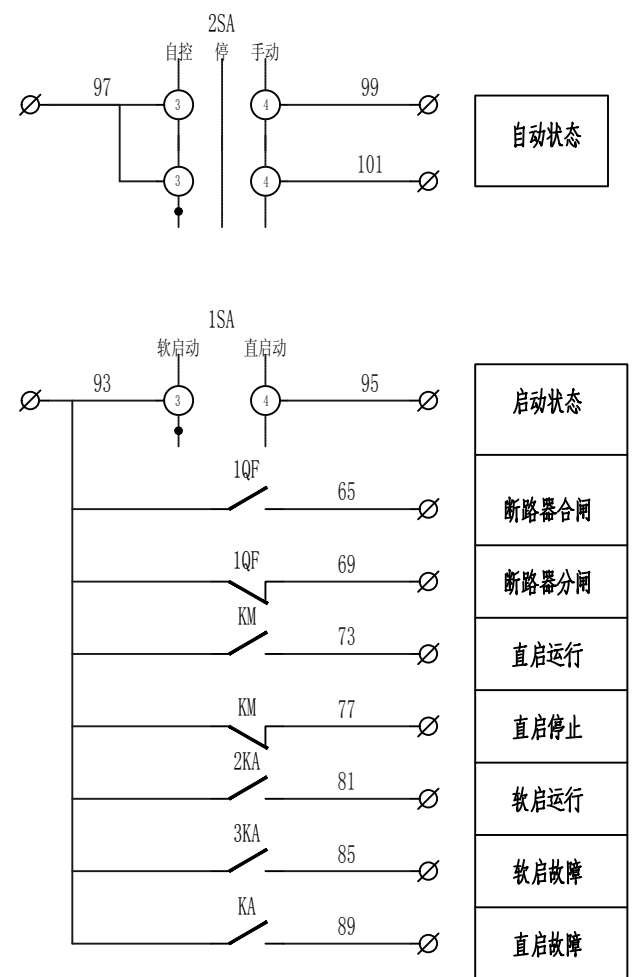 2SA
自控 停 手动
97 3 4 99
自动状态
3 4 101
1SA
软启动 直启动
93 3 4 95
启动状态
1QF 65
断路器合闸
1QF 69
断路器分闸
KM 73
直启运行
KM 77
直启停止
2KA 81
软启运行
3KA 85
软启故障
KA 89
直启故障